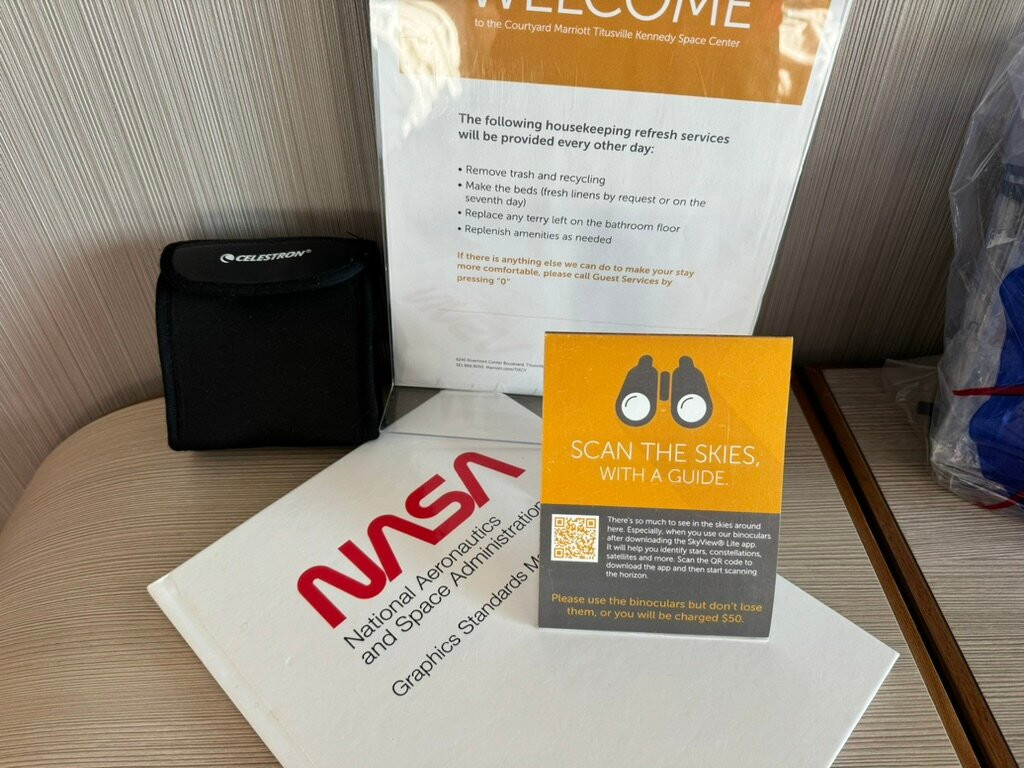 WELCOME
to the Courtyard Marriott Titusville Kennedy Space Center
The following housekeeping refresh services
will be provided every other day:
• Remove trash and recycling
• Make the beds (fresh linens by request or on the
seventh day)
• Replace any terry left on the bathroom floor
• Replenish amenities as needed
If there is anything else we can do to make your stay
more comfortable, please call Guest Services by
pressing "0"
6245 Riverfront Center Boulevard, Titusville
CELESTRON®
NASA
National Aeronautics
and Space Administration
Graphics Standards
SCAN THE SKIES,
WITH A GUIDE.
There's so much to see in the skies around
here. Especially, when you use our binoculars
after downloading the SkyView® Lite app.
It will help you identify stars, constellations,
satellites and more. Scan the QR code to
download the app and then start scanning
the horizon.
Please use the binoculars but don't lose
them, or you will be charged $50.